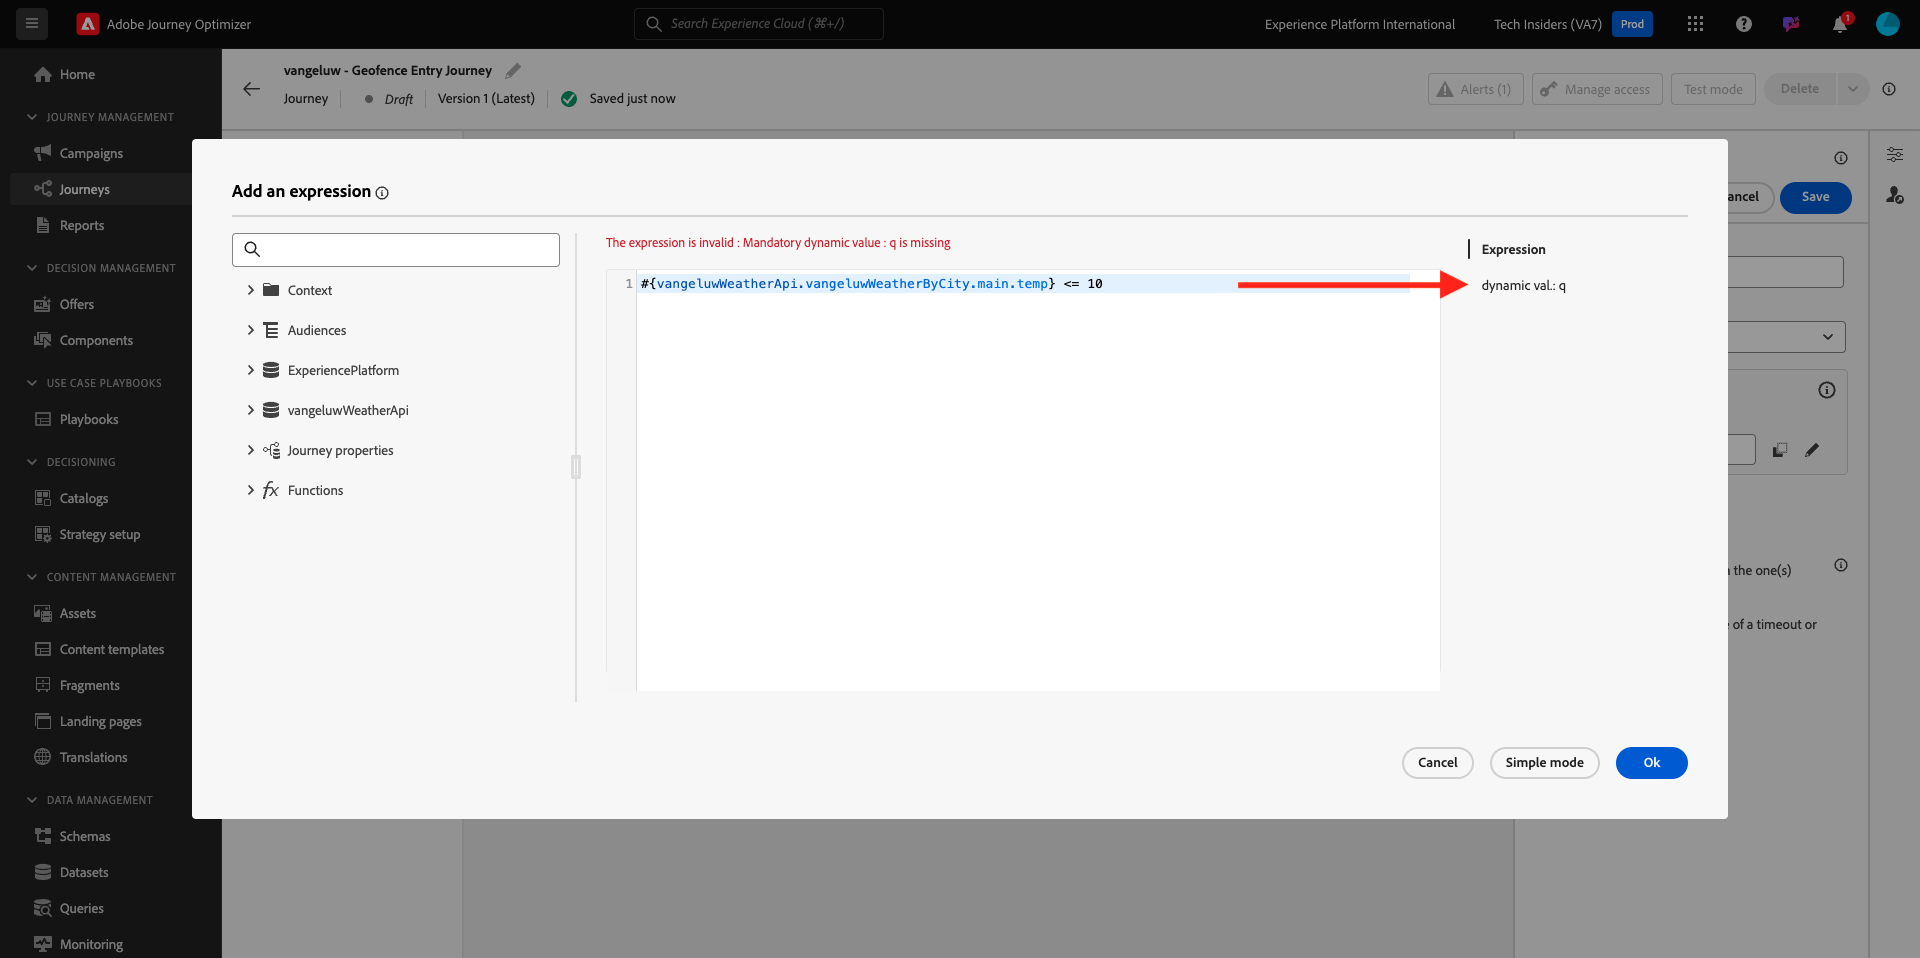 Adobe Journey Optimizer
Search Experience Cloud (⌘+/)
Experience Platform International
Tech Insiders (VA7)
Prod
1
Home
JOURNEY MANAGEMENT
Campaigns
Journeys
Reports
DECISION MANAGEMENT
Offers
Components
USE CASE PLAYBOOKS
Playbooks
DECISIONING
Catalogs
Strategy setup
CONTENT MANAGEMENT
Assets
Content templates
Fragments
Landing pages
Translations
DATA MANAGEMENT
Schemas
Datasets
Queries
Monitoring
vangeluw - Geofence Entry Journey
Journey
Draft
Version 1 (Latest)
Saved just now
Alerts (1)
Manage access
Test mode
Delete
Save
Add an expression
Context
Audiences
ExperiencePlatform
vangeluwWeatherApi
Journey properties
Functions
The expression is invalid : Mandatory dynamic value : q is missing
1 #{vangeluwWeatherApi.vangeluwWeatherByCity.main.temp} <= 10
Expression
dynamic val.: q
the one(s)
of a timeout or
Cancel
Simple mode
Ok